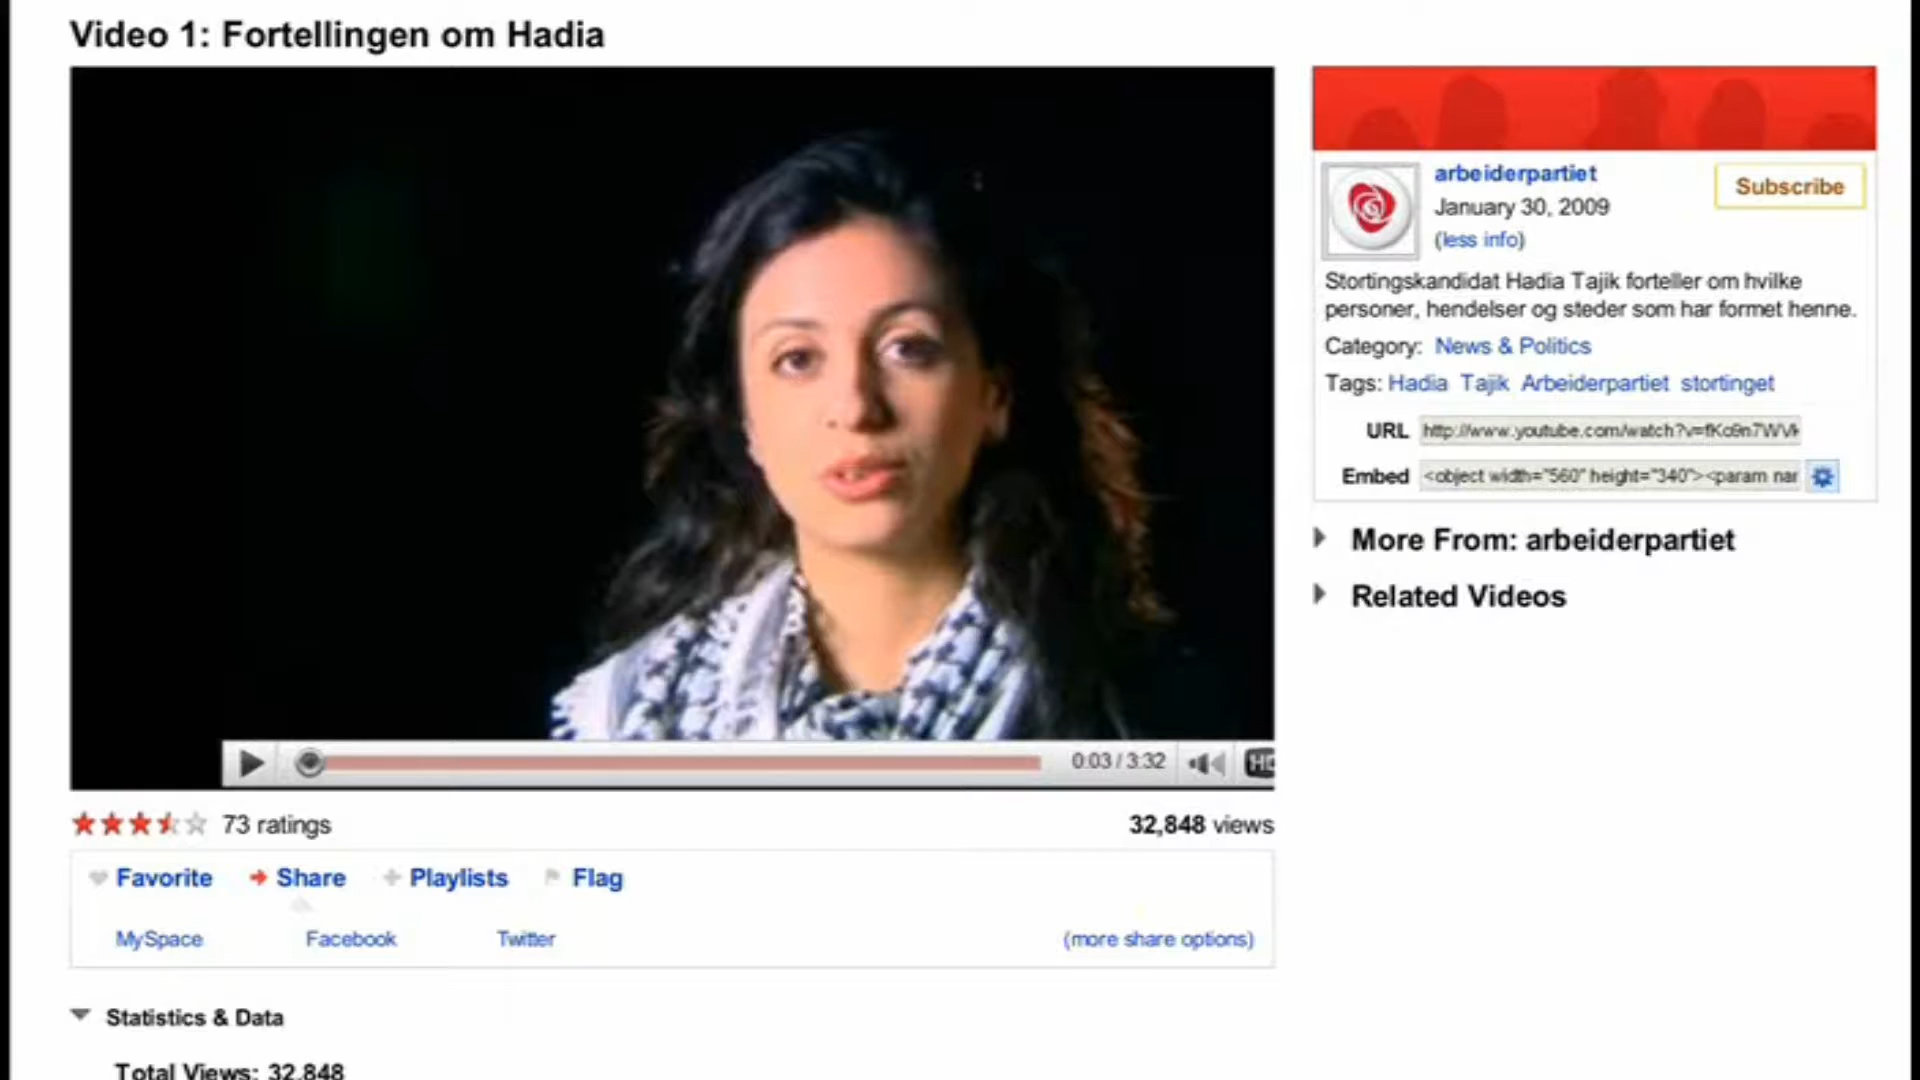 Video 1: Fortellingen om Hadia
0:03 / 3:32
HD
73 ratings
32,848 views
Favorite
Share
Playlists
Flag
MySpace
Facebook
Twitter
(more share options)
Statistics & Data
Total Views: 32,848
arbeiderpartiet
Subscribe
January 30, 2009
(less info)
Stortingskandidat Hadia Tajik forteller om hvilke
personer, hendelser og steder som har formet henne.
Category: News & Politics
Tags: Hadia Tajik Arbeiderpartiet stortinget
URL
Embed <object width="560" height="340"><param nar
More From: arbeiderpartiet
Related Videos